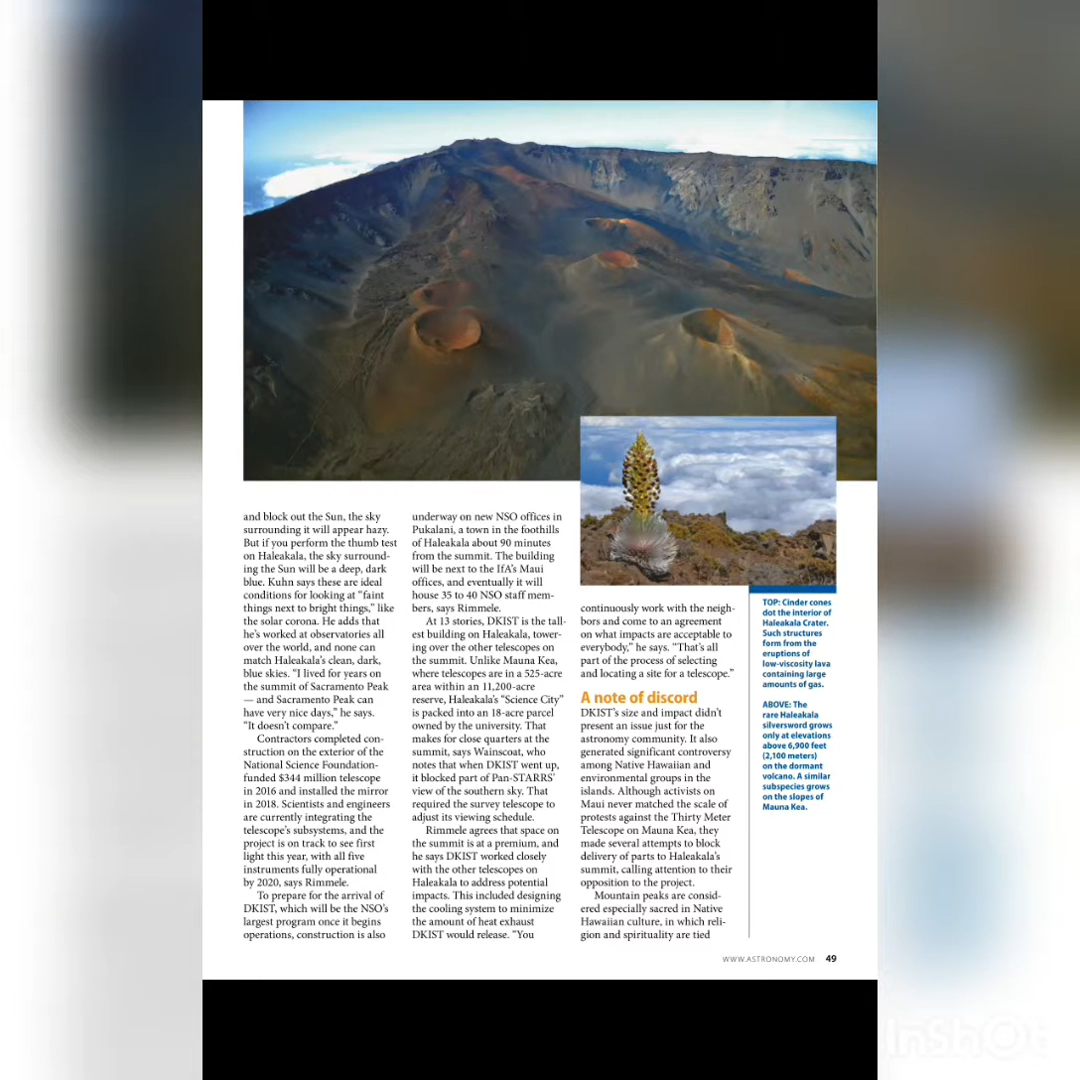 and block out the Sun, the sky
surrounding it will appear hazy.
But if you perform the thumb test
on Haleakala, the sky surround-
ing the Sun will be a deep, dark
blue. Kuhn says these are ideal
conditions for looking at “faint
things next to bright things,” like
the solar corona. He adds that
he’s worked at observatories all
over the world, and none can
match Haleakala’s clean, dark,
blue skies. “I lived for years on
the summit of Sacramento Peak
— and Sacramento Peak can
have very nice days,” he says.
“It doesn’t compare.”
Contractors completed con-
struction on the exterior of the
National Science Foundation-
funded $344 million telescope
in 2016 and installed the mirror
in 2018. Scientists and engineers
are currently integrating the
telescope’s subsystems, and the
project is on track to see first
light this year, with all five
instruments fully operational
by 2020, says Rimmele.
To prepare for the arrival of
DKIST, which will be the NSO’s
largest program once it begins
operations, construction is also
underway on new NSO offices in
Pukalani, a town in the foothills
of Haleakala about 90 minutes
from the summit. The building
will be next to the IfA’s Maui
offices, and eventually it will
house 35 to 40 NSO staff mem-
bers, says Rimmele.
At 13 stories, DKIST is the tall-
est building on Haleakala, tower-
ing over the other telescopes on
the summit. Unlike Mauna Kea,
where telescopes are in a 525-acre
area within an 11,200-acre
reserve, Haleakala’s “Science City”
is packed into an 18-acre parcel
owned by the university. That
makes for close quarters at the
summit, says Wainscoat, who
notes that when DKIST went up,
it blocked part of Pan-STARRS’
view of the southern sky. That
required the survey telescope to
adjust its viewing schedule.
Rimmele agrees that space on
the summit is at a premium, and
he says DKIST worked closely
with the other telescopes on
Haleakala to address potential
impacts. This included designing
the cooling system to minimize
the amount of heat exhaust
DKIST would release. “You
continuously work with the neigh-
bors and come to an agreement
on what impacts are acceptable to
everybody,” he says. “That’s all
part of the process of selecting
and locating a site for a telescope.”
A note of discord
DKIST’s size and impact didn’t
present an issue just for the
astronomy community. It also
generated significant controversy
among Native Hawaiian and
environmental groups in the
islands. Although activists on
Maui never matched the scale of
protests against the Thirty Meter
Telescope on Mauna Kea, they
made several attempts to block
delivery of parts to Haleakala’s
summit, calling attention to their
opposition to the project.
Mountain peaks are consid-
ered especially sacred in Native
Hawaiian culture, in which reli-
gion and spirituality are tied
TOP: Cinder cones
dot the interior of
Haleakala Crater.
Such structures
form from the
eruptions of
low-viscosity lava
containing large
amounts of gas.
ABOVE: The
rare Haleakala
silversword grows
only at elevations
above 6,900 feet
(2,100 meters)
on the dormant
volcano. A similar
subspecies grows
on the slopes of
Mauna Kea.
WWW.ASTRONOMY.COM 49
InShOt